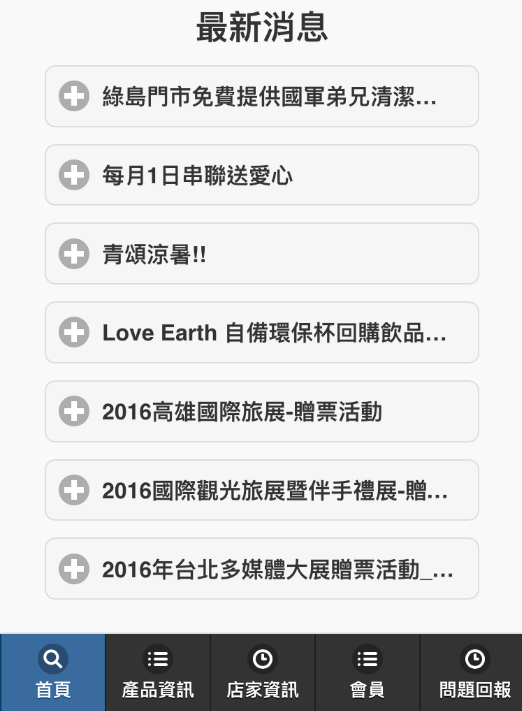 最新消息
綠島門市免費提供國軍弟兄清潔...
每月1日串聯送愛心
青頌涼暑!!
Love Earth 自備環保杯回購飲品...
2016高雄國際旅展-贈票活動
2016國際觀光旅展暨伴手禮展-贈...
2016年台北多媒體大展贈票活動_...
首頁
產品資訊
店家資訊
會員
問題回報